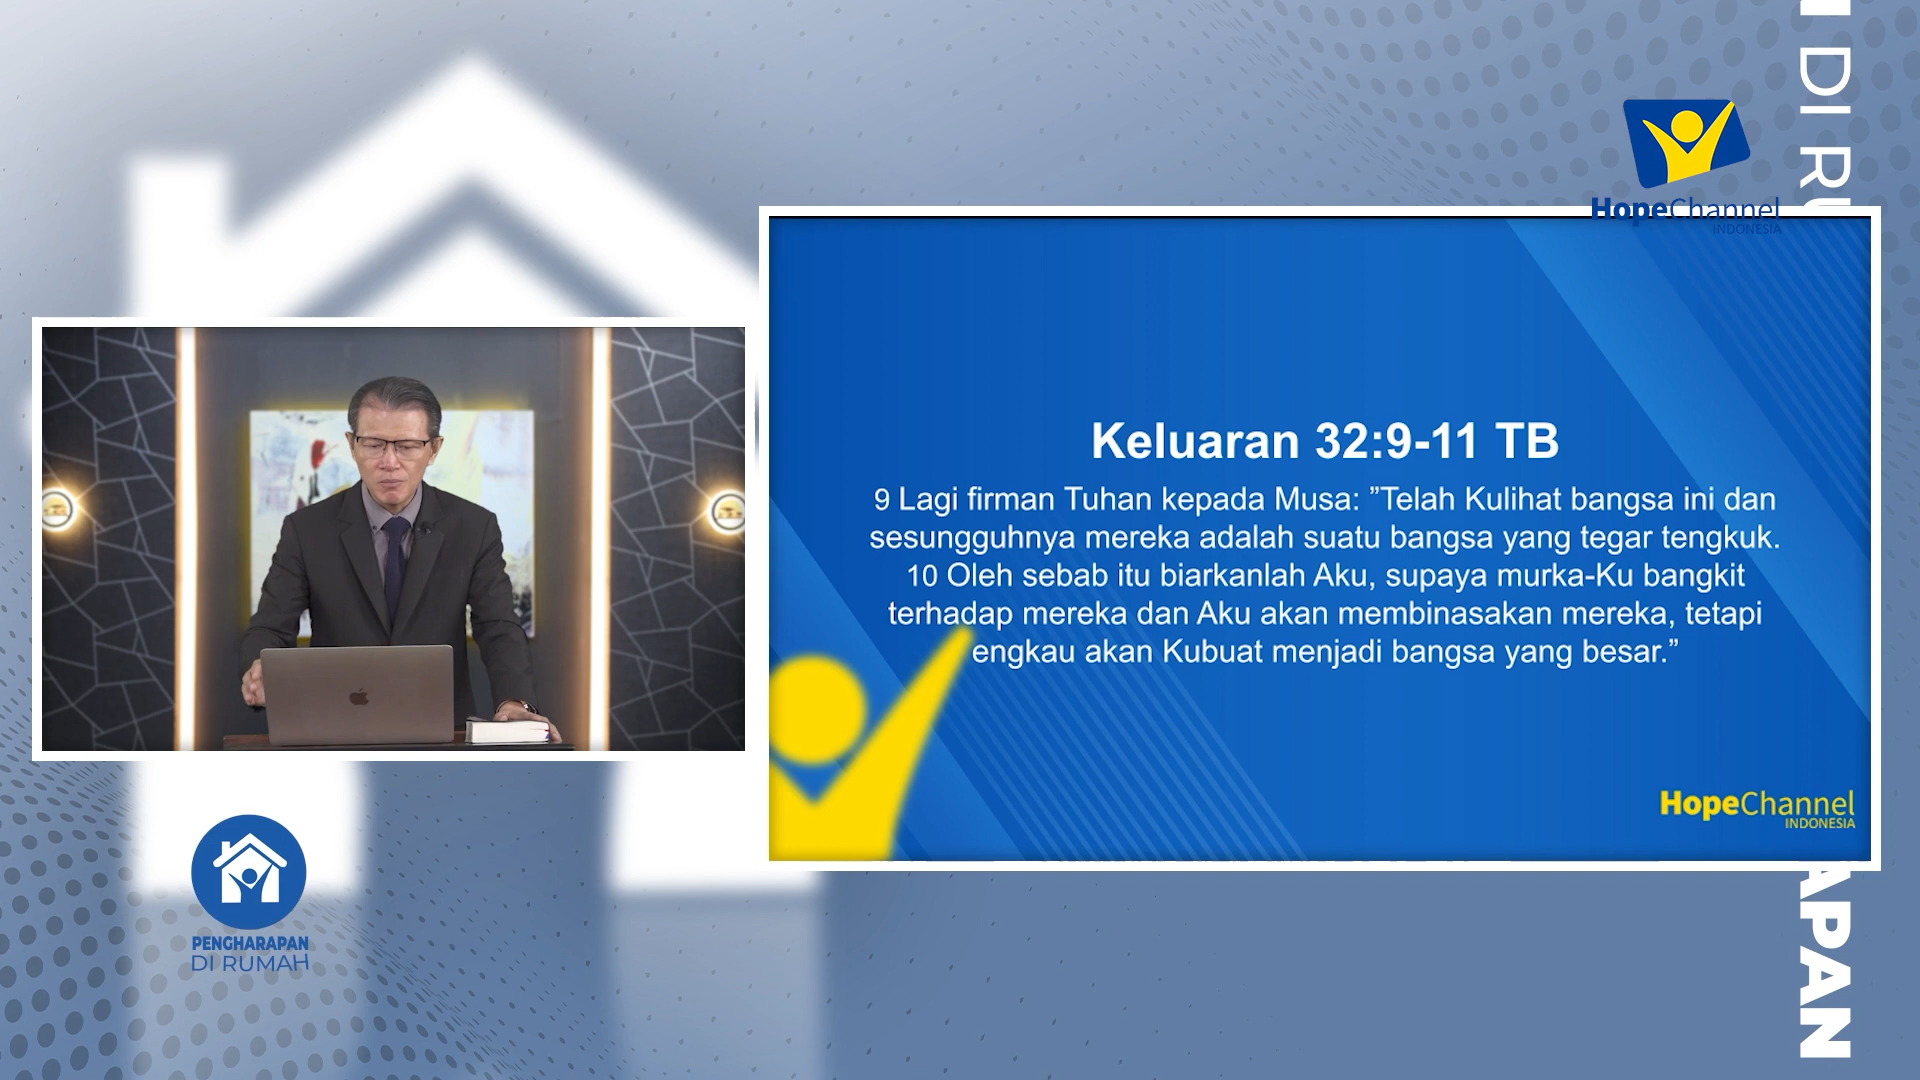 HopeChannel
INDONESIA
Keluaran 32:9-11 TB
9 Lagi firman Tuhan kepada Musa: ”Telah Kulihat bangsa ini dan
sesungguhnya mereka adalah suatu bangsa yang tegar tengkuk.
10 Oleh sebab itu biarkanlah Aku, supaya murka-Ku bangkit
terhadap mereka dan Aku akan membinasakan mereka, tetapi
engkau akan Kubuat menjadi bangsa yang besar.”
HopeChannel
INDONESIA
PENGHARAPAN
DI RUMAH
APAN
DI RU